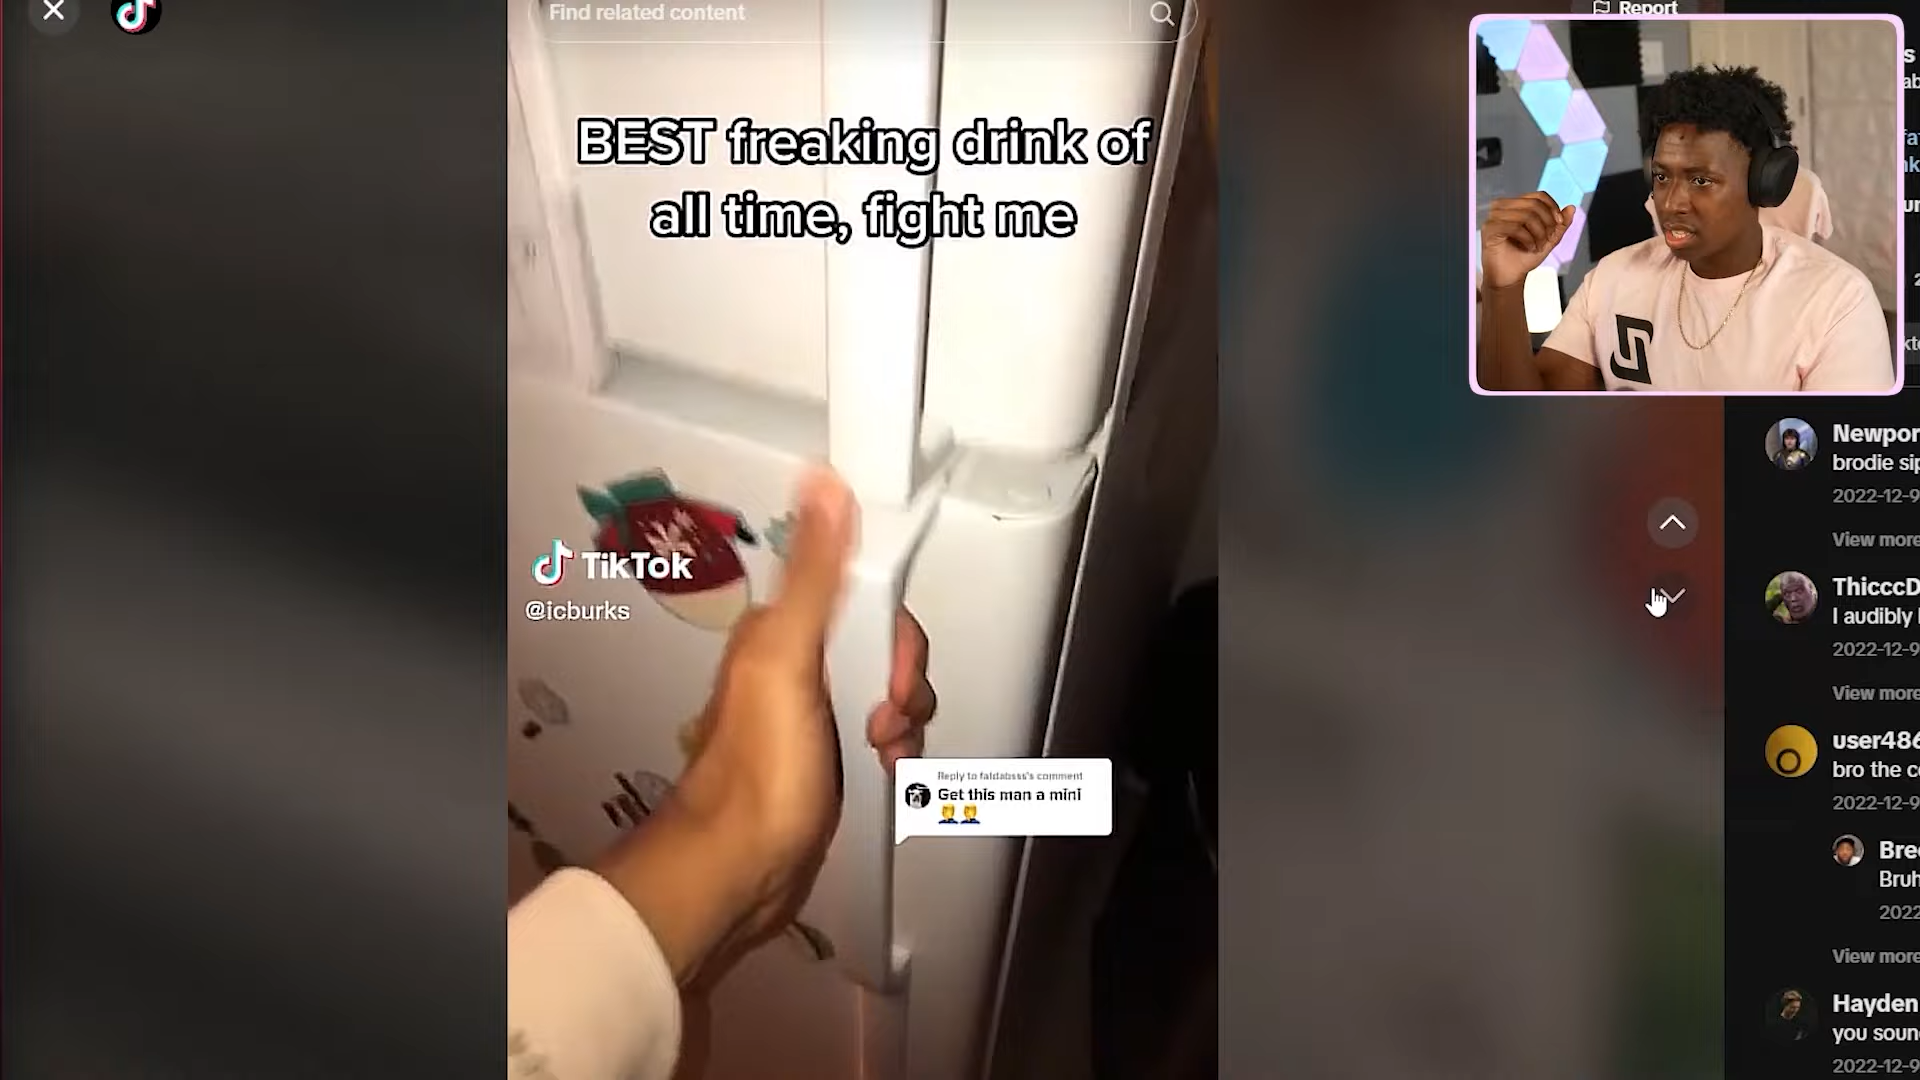 Find related content
Report
BEST freaking drink of
all time, fight me
TikTok
@icburks
Reply to faldabsss's comment
Get this man a mini
🤦🤦
Newpor
brodie sip
2022-12-9
View more
ThicccD
I audibly
2022-12-9
View more
user486
bro the c
2022-12-9
Bree
Bruh
2022
View more
Hayden
you soun
2022-12-9